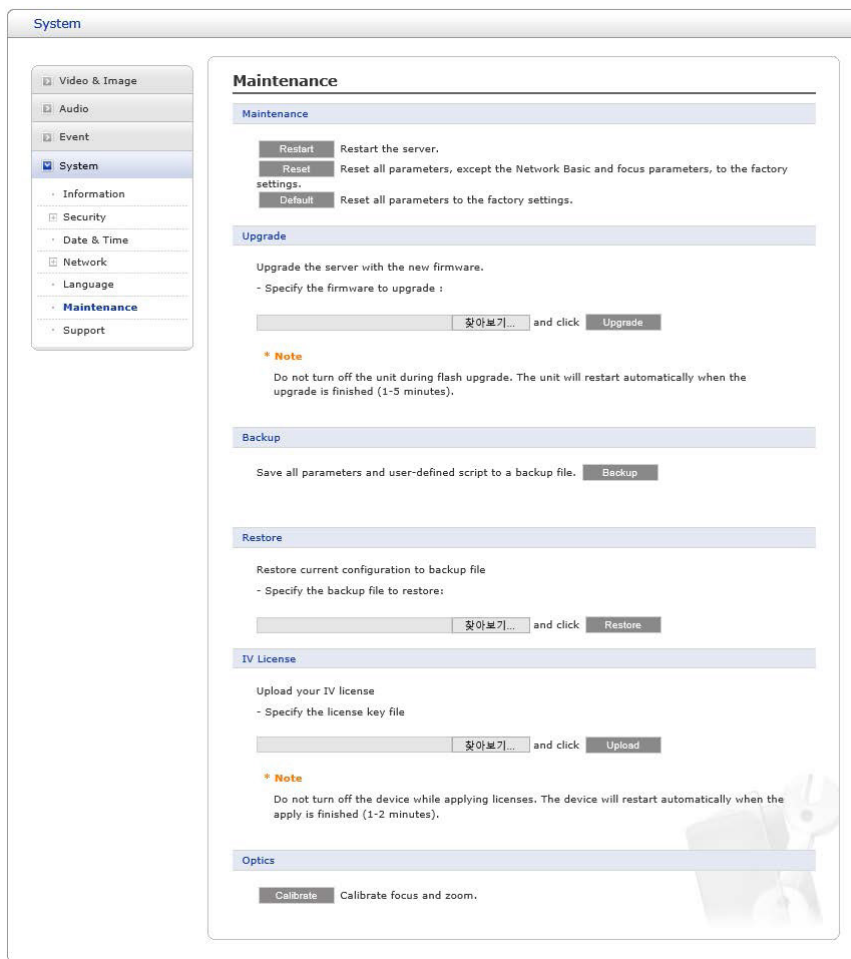 System
Video & Image
Audio
Event
System
Information
Security
Date & Time
Network
Language
Maintenance
Support
Maintenance
Maintenance
Restart Restart the server.
Reset Reset all parameters, except the Network Basic and focus parameters, to the factory
settings.
Default Reset all parameters to the factory settings.
Upgrade
Upgrade the server with the new firmware.
- Specify the firmware to upgrade :
찾아보기... and click Upgrade
* Note
Do not turn off the unit during flash upgrade. The unit will restart automatically when the
upgrade is finished (1-5 minutes).
Backup
Save all parameters and user-defined script to a backup file. Backup
Restore
Restore current configuration to backup file
- Specify the backup file to restore:
찾아보기... and click Restore
IV License
Upload your IV license
- Specify the license key file
찾아보기... and click Upload
* Note
Do not turn off the device while applying licenses. The device will restart automatically when the
apply is finished (1-2 minutes).
Optics
Calibrate Calibrate focus and zoom.